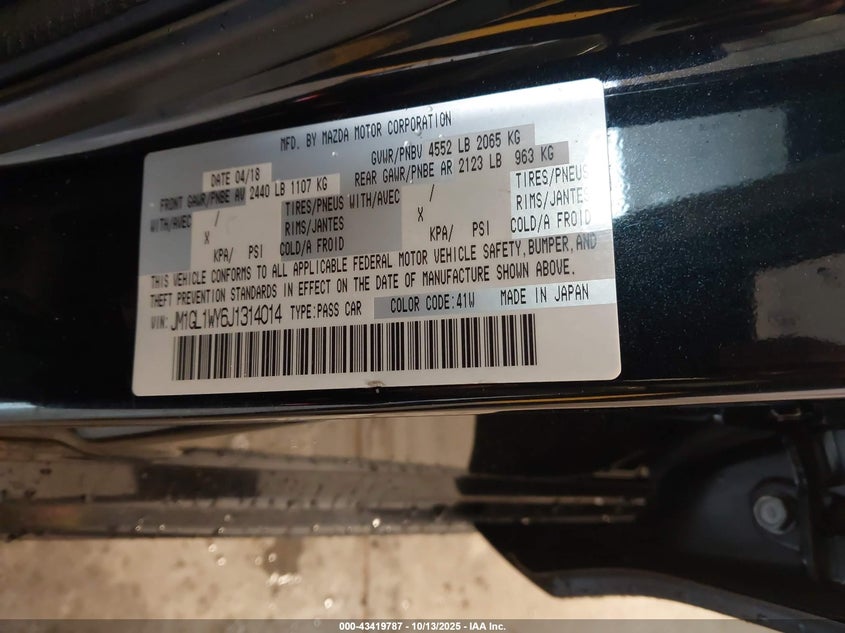 MFD. BY MAZDA MOTOR CORPORATION
DATE 04/18 GVWR/PNBV 4552 LB 2065 KG
FRONT GAWR/PNBE AV 2440 LB 1107 KG REAR GAWR/PNBE AR 2123 LB 963 KG
WITH/AVEC / TIRES/PNEUS WITH/AVEC / TIRES/PNEUS
X RIMS/JANTES X RIMS/JANTES
KPA/ PSI COLD/A FROID KPA/ PSI COLD/A FROID
THIS VEHICLE CONFORMS TO ALL APPLICABLE FEDERAL MOTOR VEHICLE SAFETY, BUMPER, AND
THEFT PREVENTION STANDARDS IN EFFECT ON THE DATE OF MANUFACTURE SHOWN ABOVE.
VIN: JM1GL1WY6J1314014 TYPE:PASS CAR COLOR CODE:41W MADE IN JAPAN
000-43419787 - 10/13/2025 - IAA Inc.